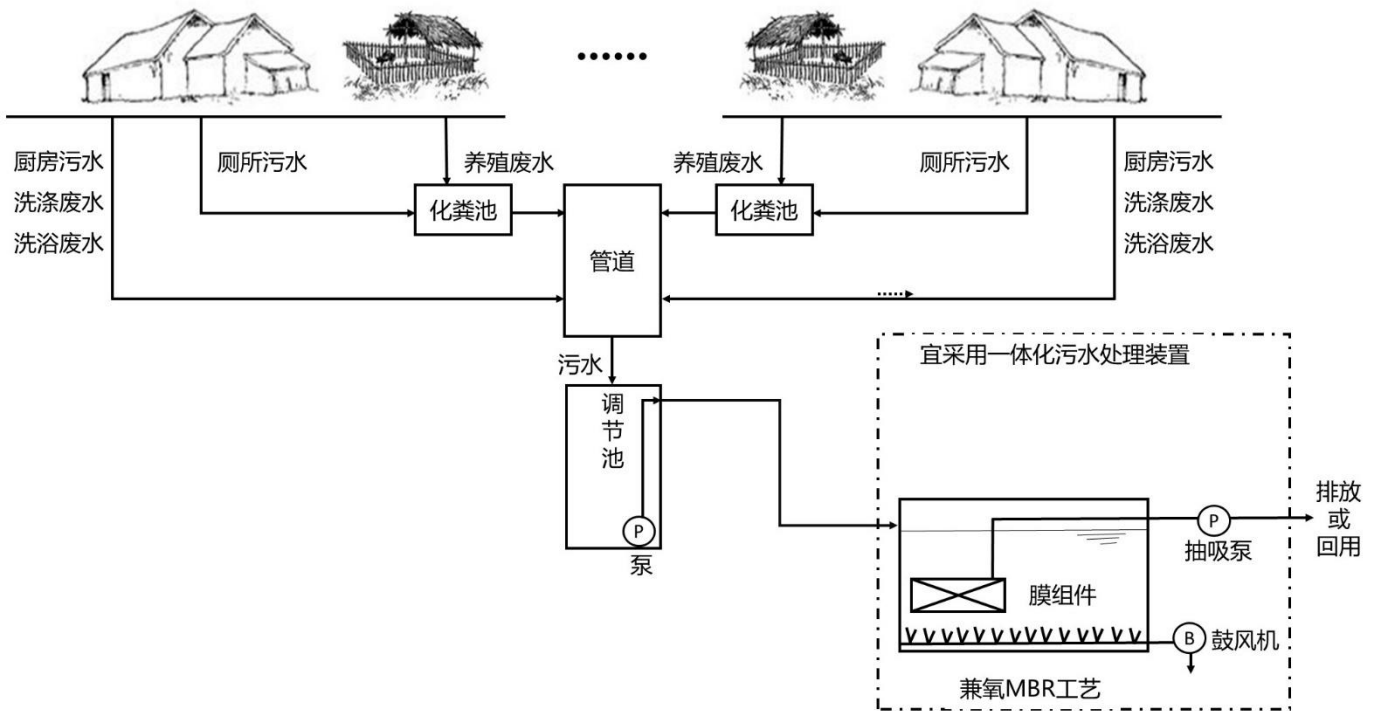 ••••••
厨房污水
洗涤废水
洗浴废水
厕所污水
养殖废水
养殖废水
厕所污水
厨房污水
洗涤废水
洗浴废水
化粪池
化粪池
管道
污水
调节池
P
泵
宜采用一体化污水处理装置
P
抽吸泵
排放
或
回用
膜组件
B
鼓风机
兼氧MBR工艺